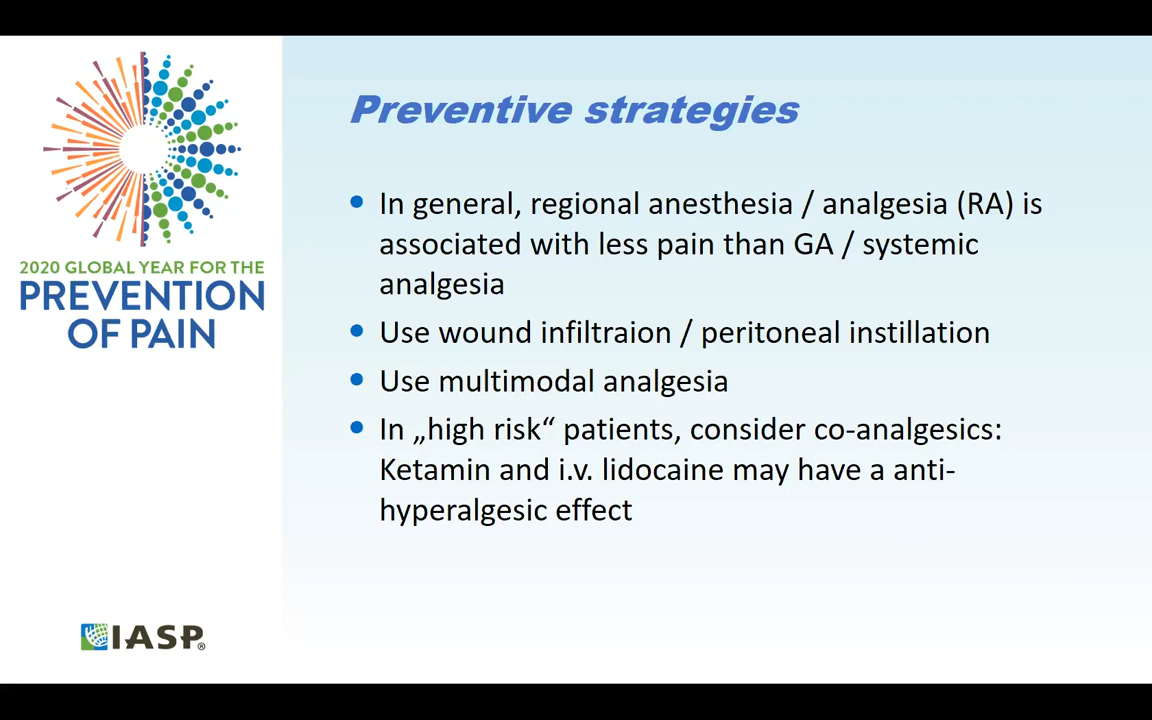 2020 GLOBAL YEAR FOR THE
PREVENTION
OF PAIN
IASP®
Preventive strategies
• In general, regional anesthesia / analgesia (RA) is
associated with less pain than GA / systemic
analgesia
• Use wound infiltraion / peritoneal instillation
• Use multimodal analgesia
• In „high risk“ patients, consider co-analgesics:
Ketamin and i.v. lidocaine may have a anti-
hyperalgesic effect